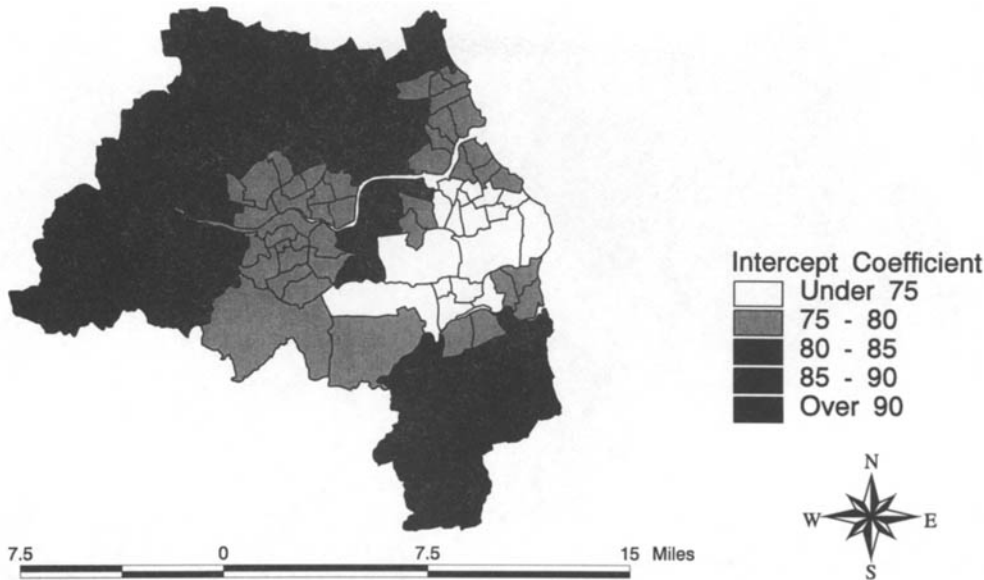 Intercept Coefficient
Under 75
75 - 80
80 - 85
85 - 90
Over 90
N
W E
S
7.5 0 7.5 15 Miles